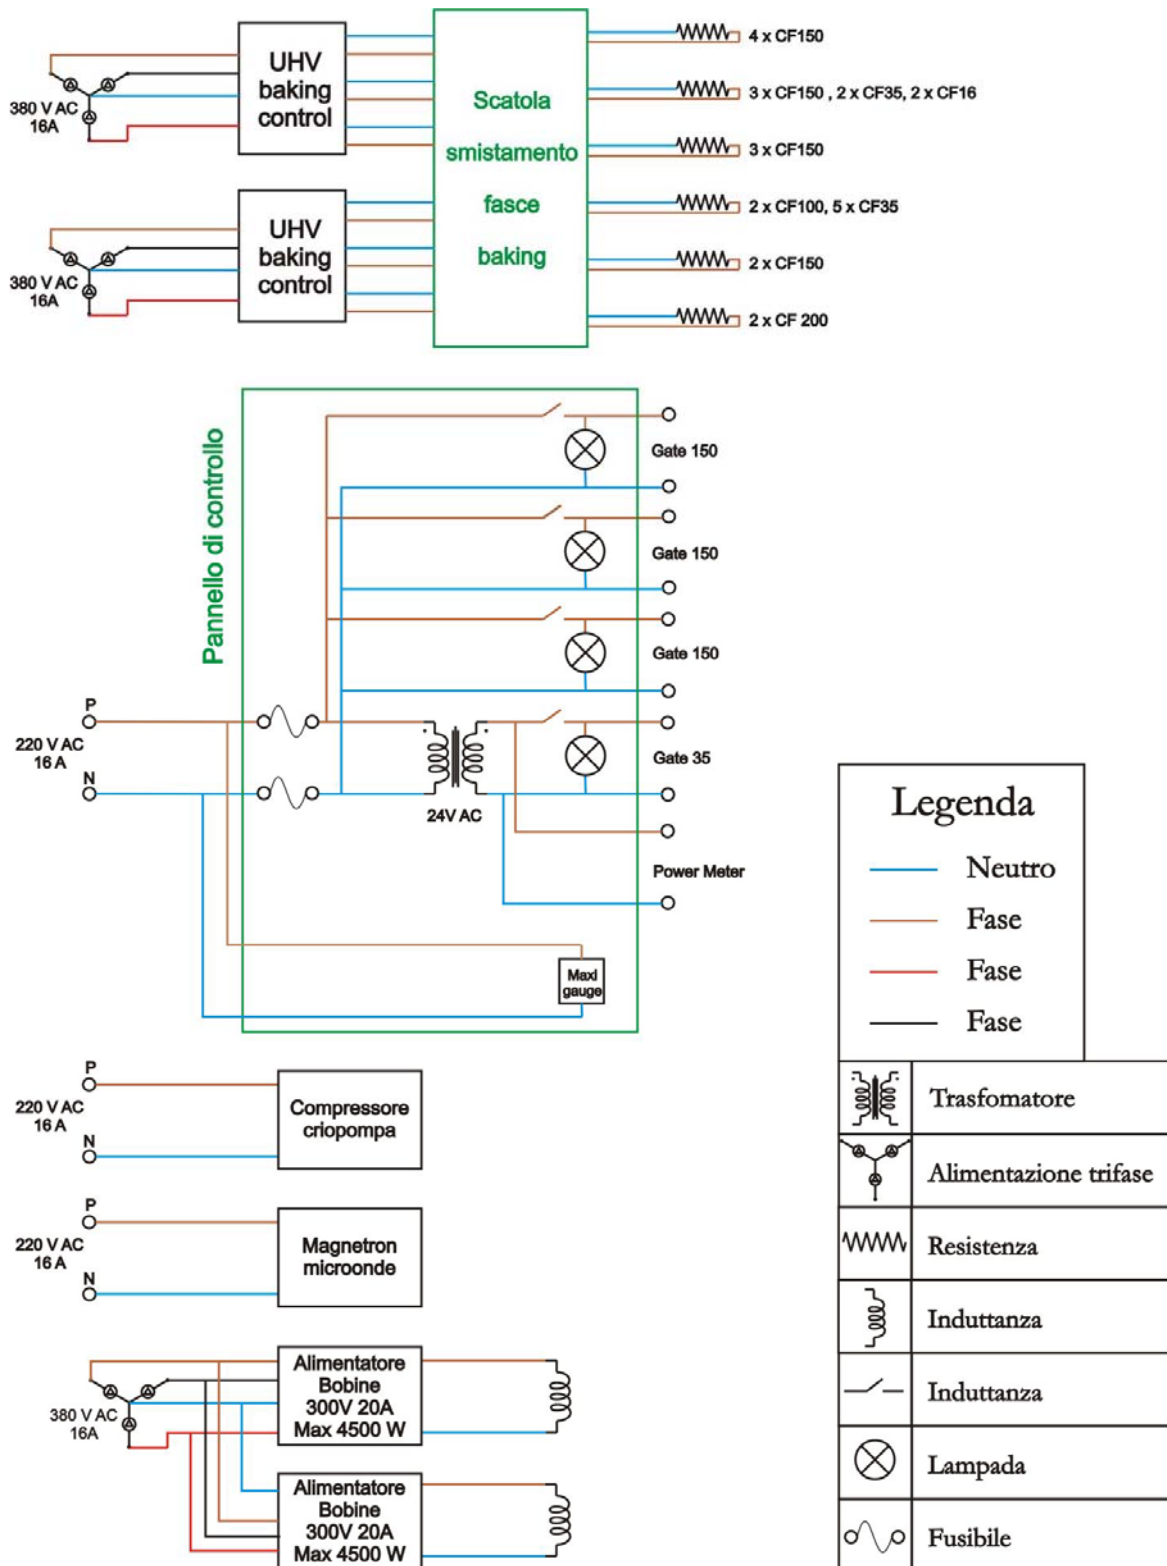 380 V AC
16A
UHV
baking
control
Scatola
smistamento
fasce
baking
4 x CF150
3 x CF150 , 2 x CF35, 2 x CF16
3 x CF150
2 x CF100, 5 x CF35
2 x CF150
2 x CF 200
380 V AC
16A
UHV
baking
control
Pannello di controllo
Gate 150
Gate 150
Gate 150
P
220 V AC
16 A
N
24V AC
Gate 35
Power Meter
Maxi
gauge
P
220 V AC
16 A
N
Compressore
criopompa
P
220 V AC
16 A
N
Magnetron
microonde
380 V AC
16A
Alimentatore
Bobine
300V 20A
Max 4500 W
Alimentatore
Bobine
300V 20A
Max 4500 W
Legenda
Neutro
Fase
Fase
Fase
Trasfomatore
Alimentazione trifase
Resistenza
Induttanza
Induttanza
Lampada
Fusibile